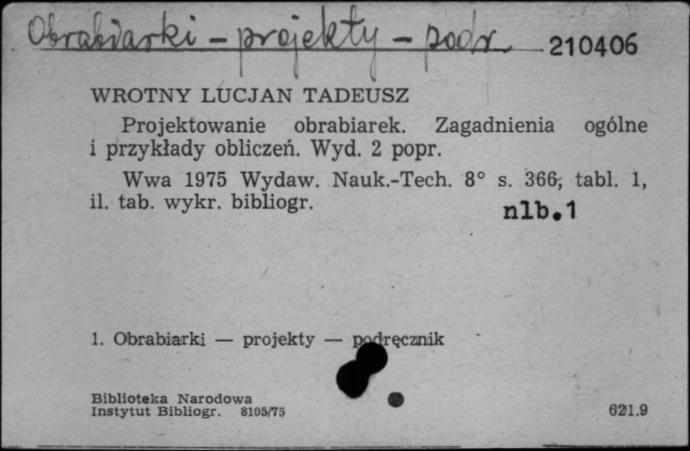 Obrabiarki - projekty - podr. 210406
WROTNY LUCJAN TADEUSZ
Projektowanie obrabiarek. Zagadnienia ogólne
i przykłady obliczeń. Wyd. 2 popr.
Wwa 1975 Wydaw. Nauk.-Tech. 8° s. 366, tabl. 1,
il. tab. wykr. bibliogr.
nlb.1
1. Obrabiarki — projekty — podręcznik
Biblioteka Narodowa
Instytut Bibliogr. 8105/75
621.9